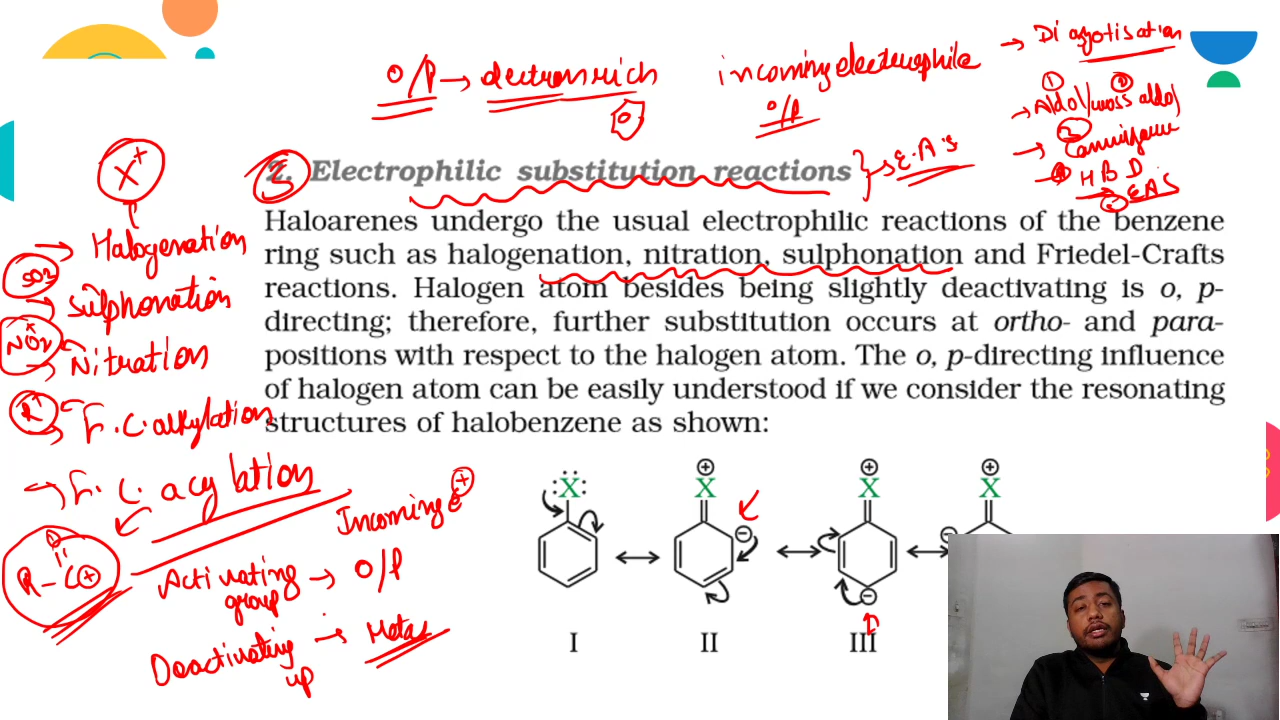 O/P → electron rich
incoming electrophile
O/P
→ Diazotisation
① ②
→ Aldol/cross aldol
→ Cannizzaro
→ HBD
EAS
2. Electrophilic substitution reactions
→ E.A.S
Haloarenes undergo the usual electrophilic reactions of the benzene
ring such as halogenation, nitration, sulphonation and Friedel-Crafts
reactions. Halogen atom besides being slightly deactivating is o, p-
directing; therefore, further substitution occurs at ortho- and para-
positions with respect to the halogen atom. The o, p-directing influence
of halogen atom can be easily understood if we consider the resonating
structures of halobenzene as shown:
X+
→ Halogenation
SO3
→ Sulphonation
NO2+
→ Nitration
R+
→ F.C. alkylation
→ F.C. acylation
R-C⊕
O
Incoming e⊕
Activating group → O/P
Deactivating gp → Meta
:X: ⊕ ⊕ ⊕
X X X
⊖ ⊖ ⊖
I II III